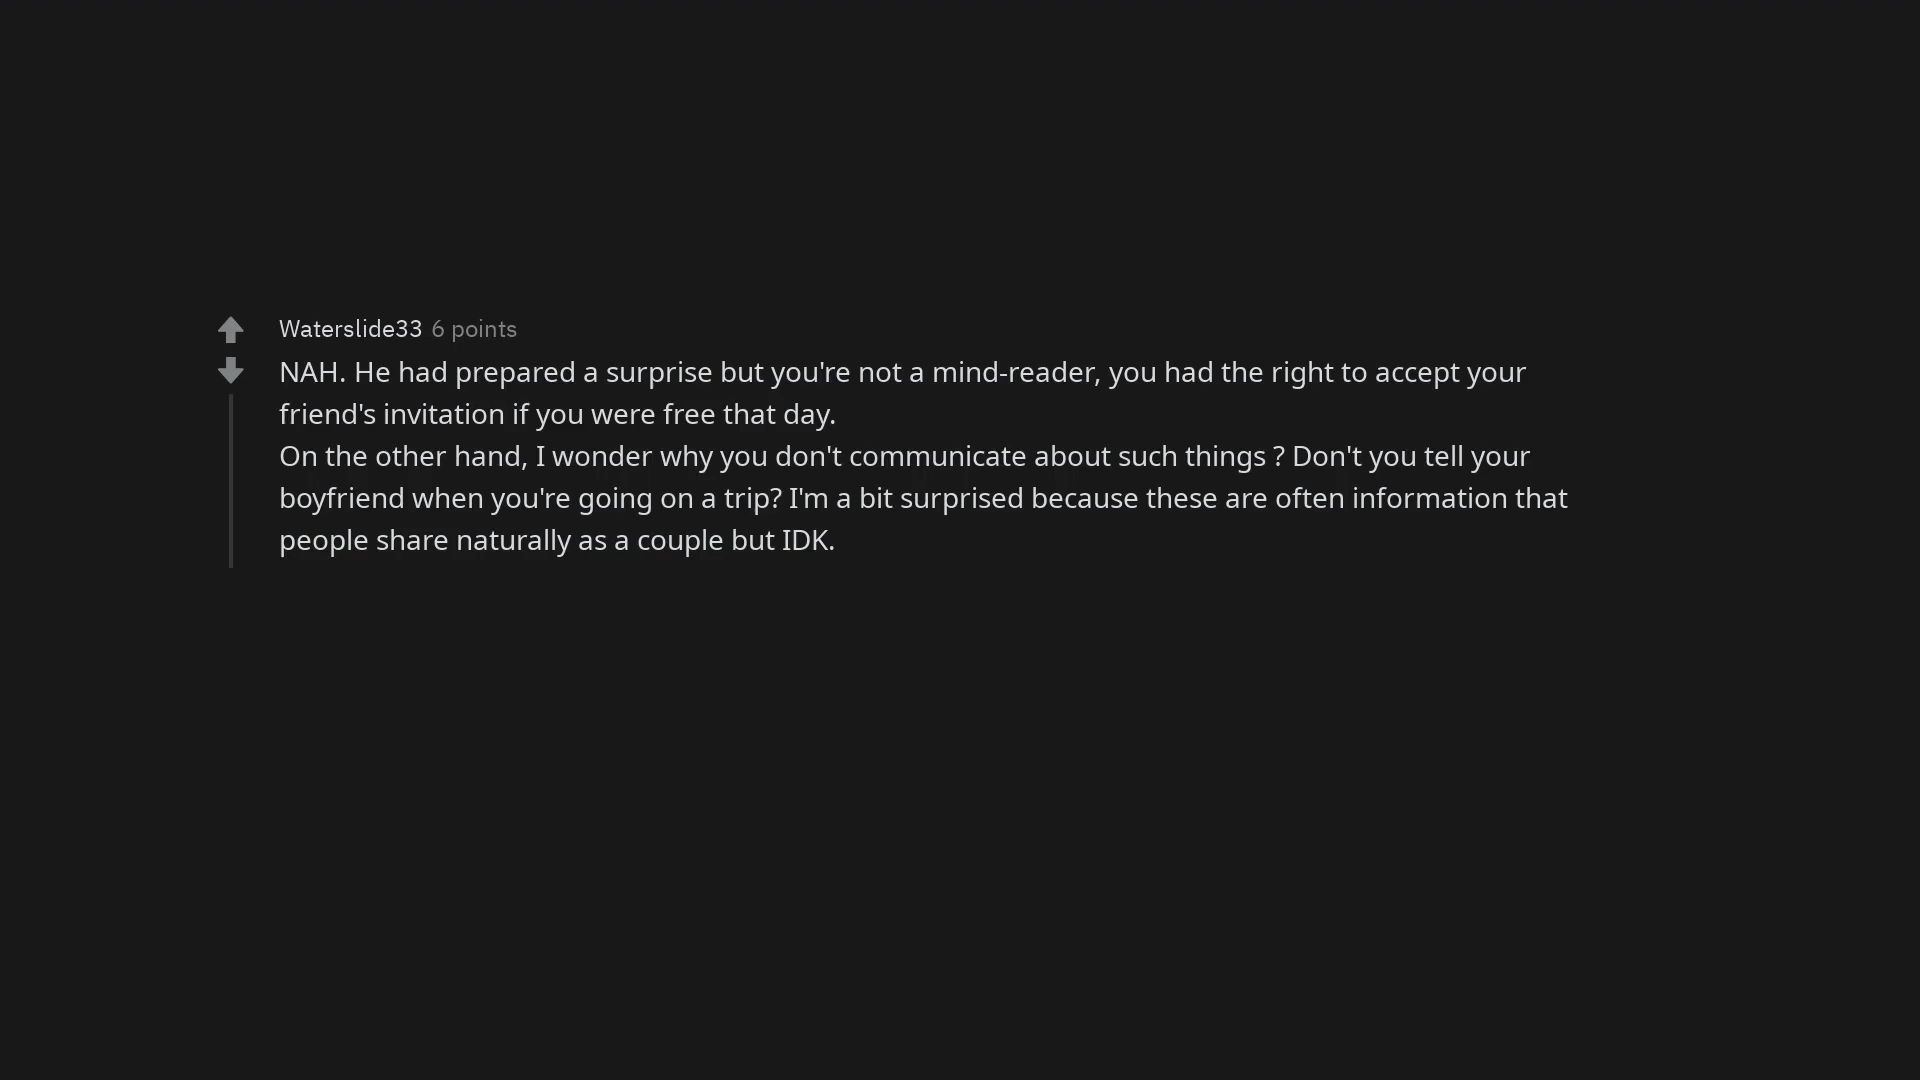 Waterslide33 6 points
NAH. He had prepared a surprise but you're not a mind-reader, you had the right to accept your
friend's invitation if you were free that day.
On the other hand, I wonder why you don't communicate about such things ? Don't you tell your
boyfriend when you're going on a trip? I'm a bit surprised because these are often information that
people share naturally as a couple but IDK.